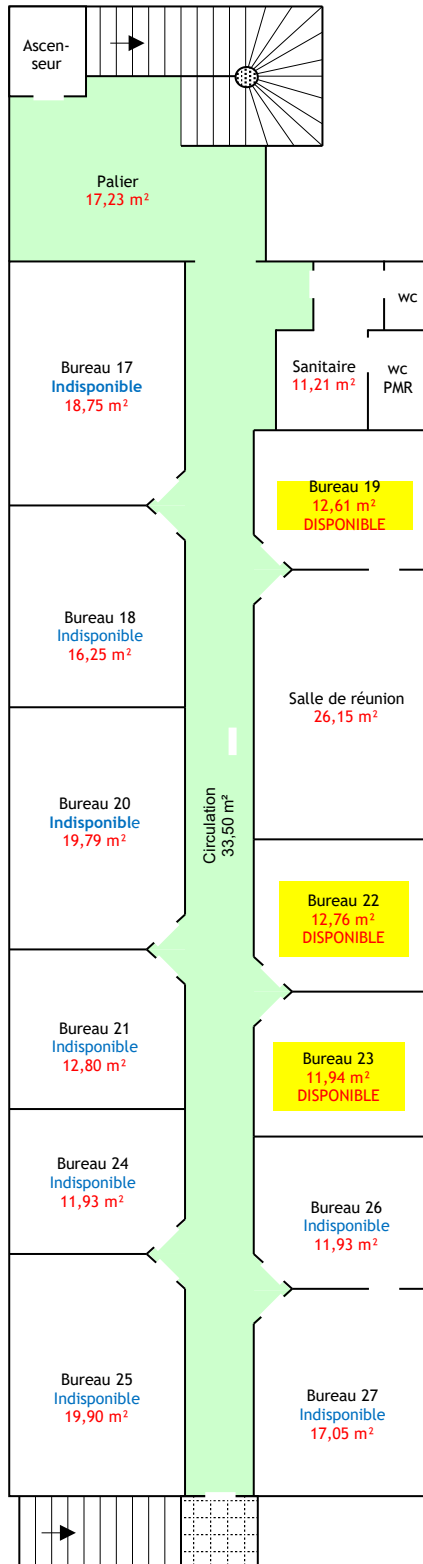 Ascen-
seur
Palier
17,23 m²
wc
Bureau 17
Indisponible
18,75 m²
Sanitaire
11,21 m²
wc
PMR
Bureau 19
12,61 m²
DISPONIBLE
Bureau 18
Indisponible
16,25 m²
Salle de réunion
26,15 m²
Bureau 20
Indisponible
19,79 m²
Circulation
33,50 m²
Bureau 22
12,76 m²
DISPONIBLE
Bureau 21
Indisponible
12,80 m²
Bureau 23
11,94 m²
DISPONIBLE
Bureau 24
Indisponible
11,93 m²
Bureau 26
Indisponible
11,93 m²
Bureau 25
Indisponible
19,90 m²
Bureau 27
Indisponible
17,05 m²